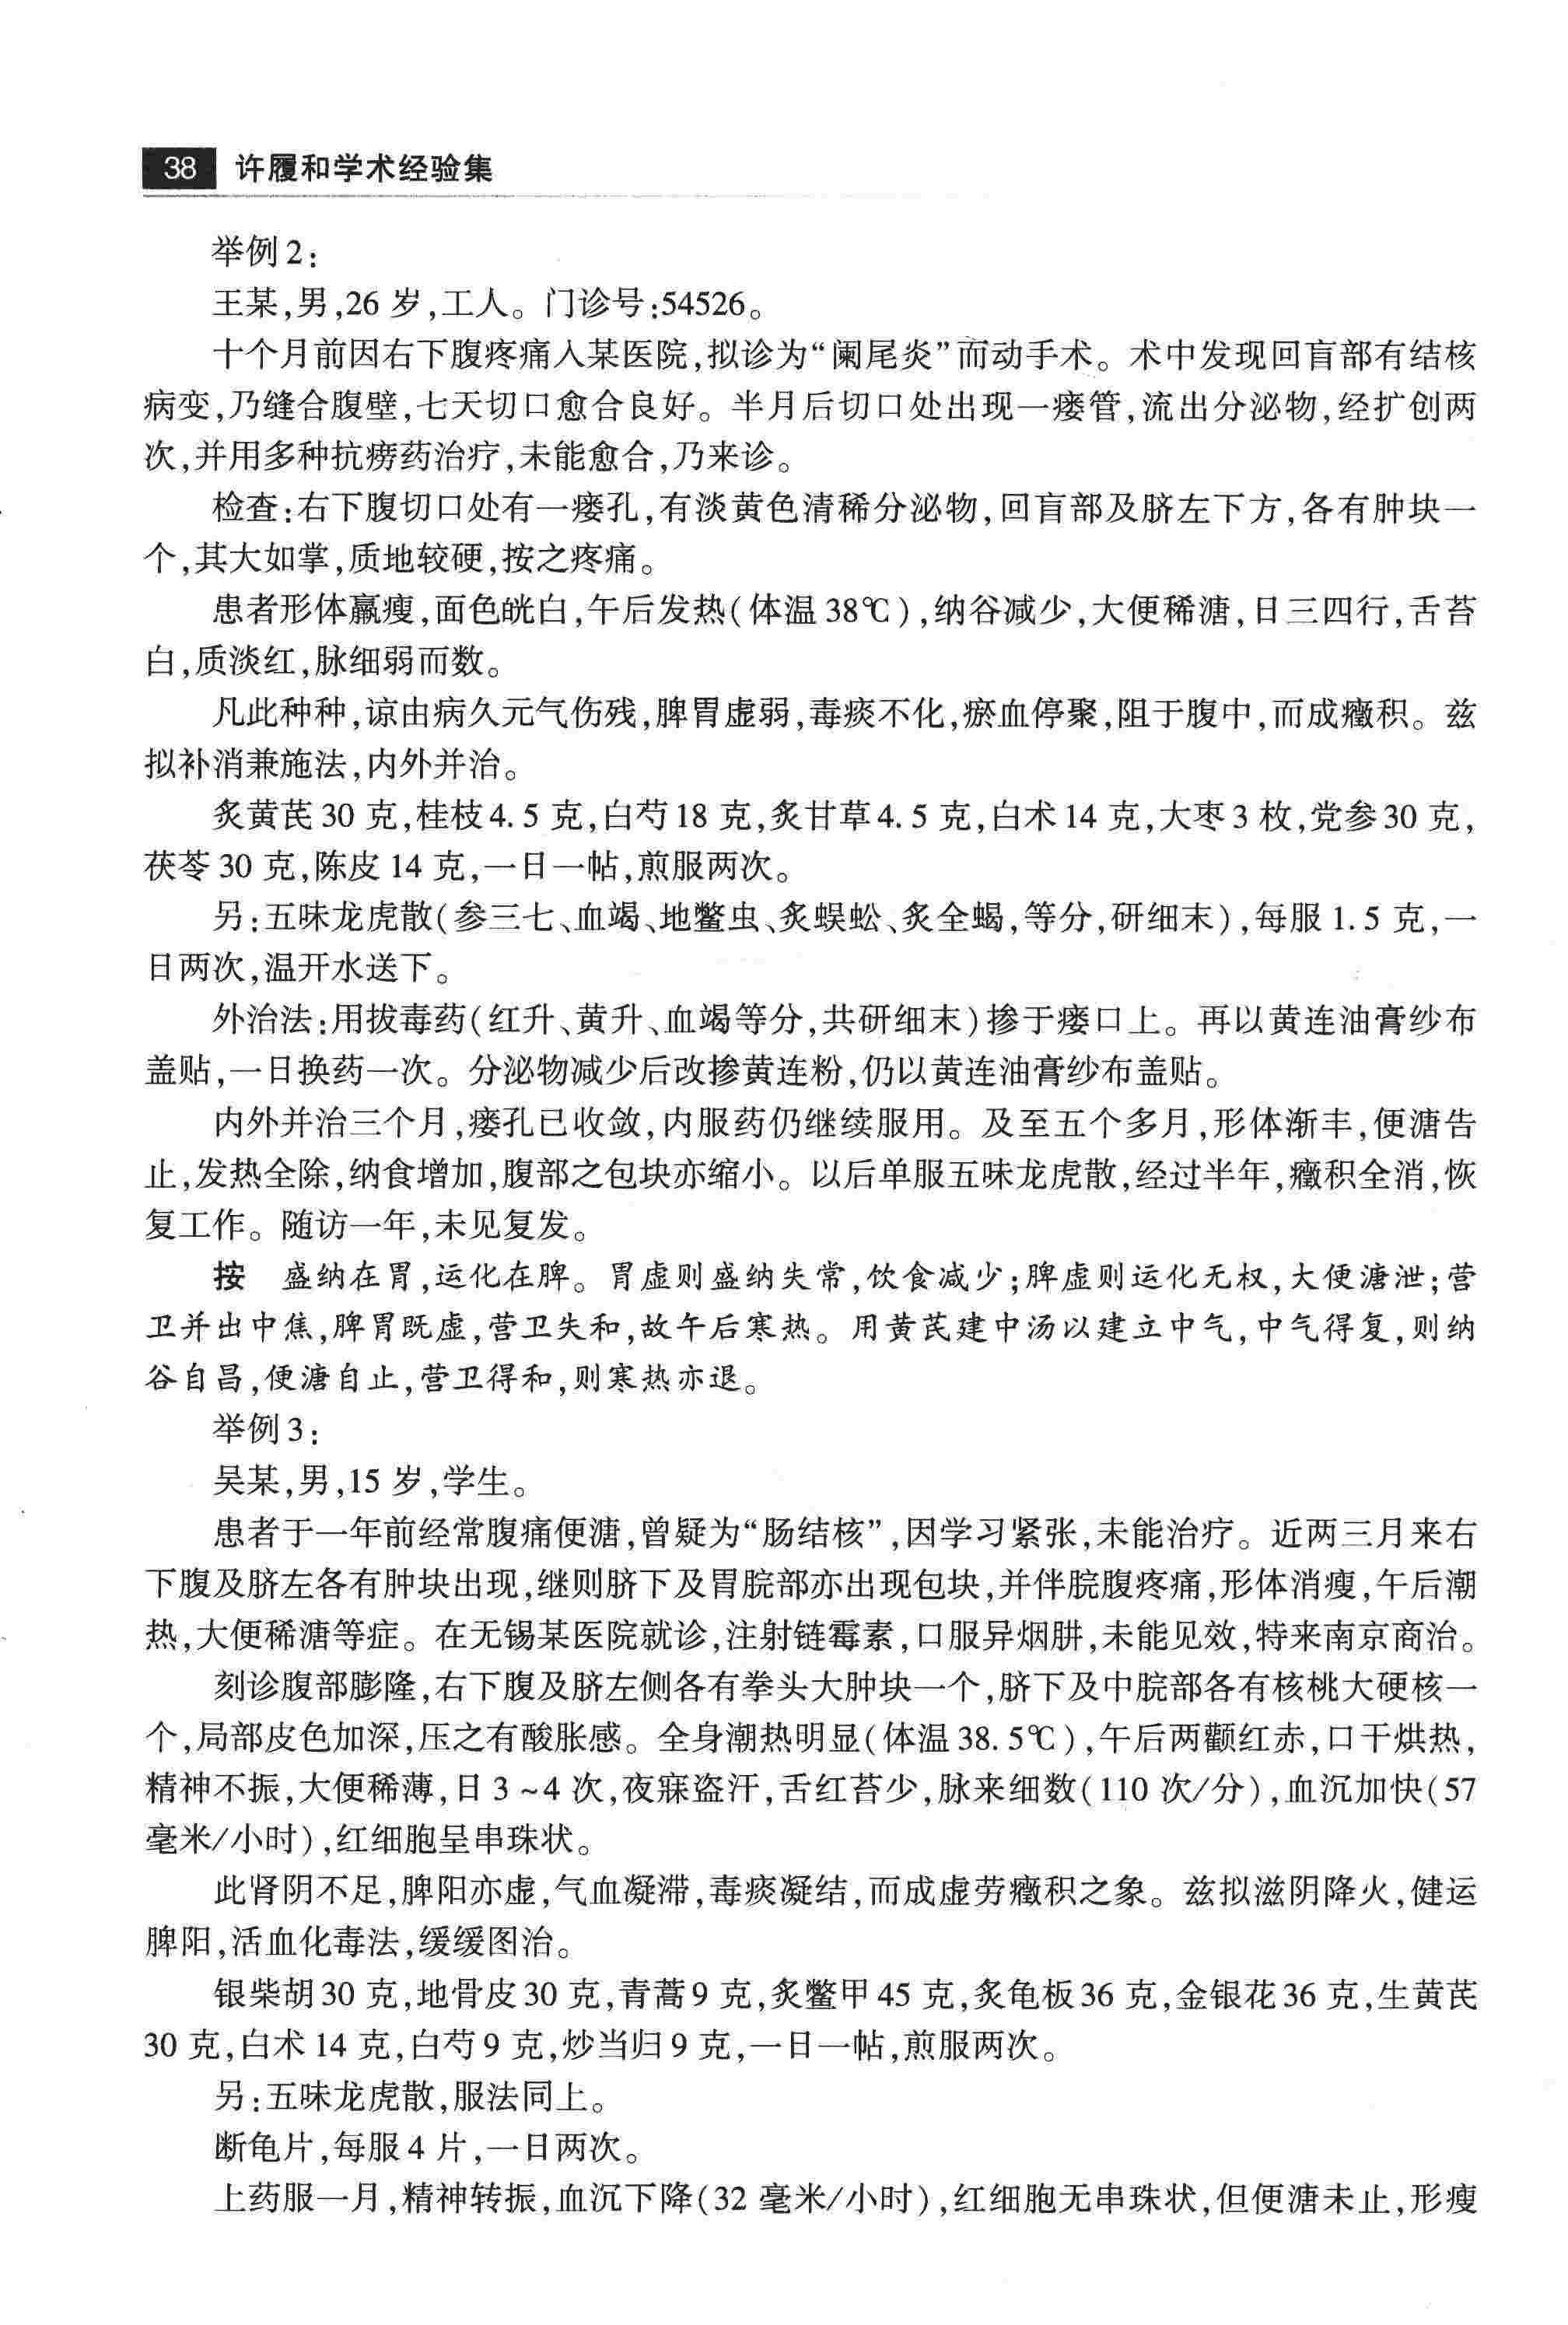 38 许履和学术经验集
举例2：
王某，男，26岁，工人。门诊号：54526。
十个月前因右下腹疼痛入某医院，拟诊为“阑尾炎”而动手术。术中发现回盲部有结核
病变，乃缝合腹壁，七天切口愈合良好。半月后切口处出现一瘘管，流出分泌物，经扩创两
次，并用多种抗痨药治疗，未能愈合，乃来诊。
检查：右下腹切口处有一瘘孔，有淡黄色清稀分泌物，回盲部及脐左下方，各有肿块一
个，其大如掌，质地较硬，按之疼痛。
患者形体羸瘦，面色㿠白，午后发热（体温38℃），纳谷减少，大便稀溏，日三四行，舌苔
白，质淡红，脉细弱而数。
凡此种种，谅由病久元气伤残，脾胃虚弱，毒痰不化，瘀血停聚，阻于腹中，而成癥积。兹
拟补消兼施法，内外并治。
炙黄芪30克，桂枝4.5克，白芍18克，炙甘草4.5克，白术14克，大枣3枚，党参30克，
茯苓30克，陈皮14克，一日一帖，煎服两次。
另：五味龙虎散（参三七、血竭、地鳖虫、炙蜈蚣、炙全蝎，等分，研细末），每服1.5克，一
日两次，温开水送下。
外治法：用拔毒药（红升、黄升、血竭等分，共研细末）掺于瘘口上。再以黄连油膏纱布
盖贴，一日换药一次。分泌物减少后改掺黄连粉，仍以黄连油膏纱布盖贴。
内外并治三个月，瘘孔已收敛，内服药仍继续服用。及至五个多月，形体渐丰，便溏告
止，发热全除，纳食增加，腹部之包块亦缩小。以后单服五味龙虎散，经过半年，癥积全消，恢
复工作。随访一年，未见复发。
按　盛纳在胃，运化在脾。胃虚则盛纳失常，饮食减少；脾虚则运化无权，大便溏泄；营
卫并出中焦，脾胃既虚，营卫失和，故午后寒热。用黄芪建中汤以建立中气，中气得复，则纳
谷自昌，便溏自止，营卫得和，则寒热亦退。
举例3：
吴某，男，15岁，学生。
患者于一年前经常腹痛便溏，曾疑为“肠结核”，因学习紧张，未能治疗。近两三月来右
下腹及脐左各有肿块出现，继则脐下及胃脘部亦出现包块，并伴脘腹疼痛，形体消瘦，午后潮
热，大便稀溏等症。在无锡某医院就诊，注射链霉素，口服异烟肼，未能见效，特来南京商治。
刻诊腹部膨隆，右下腹及脐左侧各有拳头大肿块一个，脐下及中脘部各有核桃大硬核一
个，局部皮色加深，压之有酸胀感。全身潮热明显（体温38.5℃），午后两颧红赤，口干烘热，
精神不振，大便稀薄，日3～4次，夜寐盗汗，舌红苔少，脉来细数（110次/分），血沉加快（57
毫米/小时），红细胞呈串珠状。
此肾阴不足，脾阳亦虚，气血凝滞，毒痰凝结，而成虚劳癥积之象。兹拟滋阴降火，健运
脾阳，活血化毒法，缓缓图治。
银柴胡30克，地骨皮30克，青蒿9克，炙鳖甲45克，炙龟板36克，金银花36克，生黄芪
30克，白术14克，白芍9克，炒当归9克，一日一帖，煎服两次。
另：五味龙虎散，服法同上。
断龟片，每服4片，一日两次。
上药服一月，精神转振，血沉下降（32毫米/小时），红细胞无串珠状，但便溏未止，形瘦